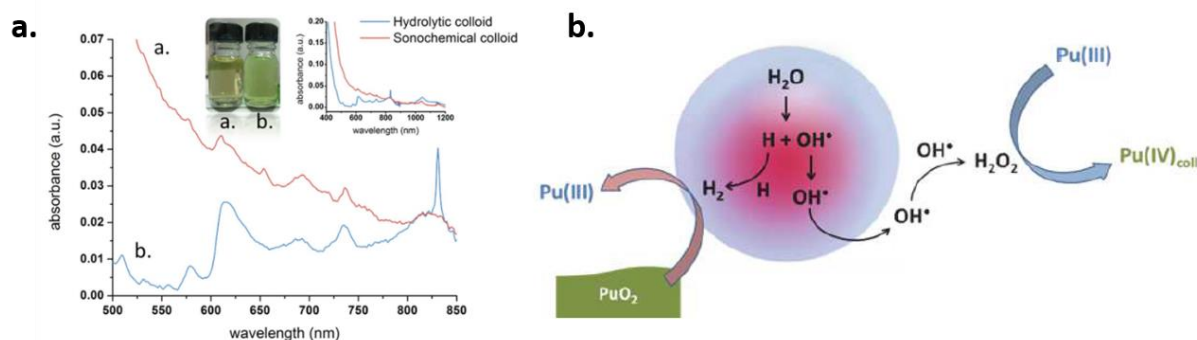 a.
0.07
0.06
0.05
0.04
0.03
0.02
0.01
0.00
absorbance (a.u.)
500 550 600 650 700 750 800 850
wavelength (nm)
a.
b.
a. b.
0.20
0.15
0.10
0.05
0.00
absorbance (a.u.)
400 600 800 1000 1200
wavelength (nm)
Hydrolytic colloid
Sonochemical colloid
b.
H₂O
H + OH•
H₂ H OH•
Pu(III)
PuO₂
OH•
OH•
H₂O₂
Pu(III)
Pu(IV)coll